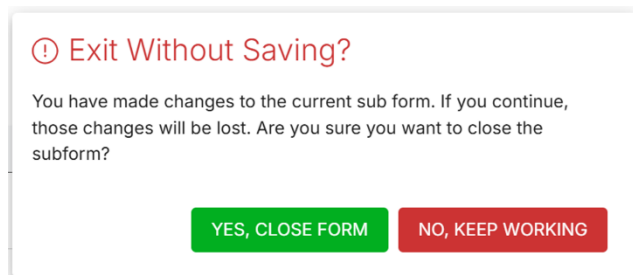 Exit Without Saving?
You have made changes to the current sub form. If you continue,
those changes will be lost. Are you sure you want to close the
subform?
YES, CLOSE FORM
NO, KEEP WORKING